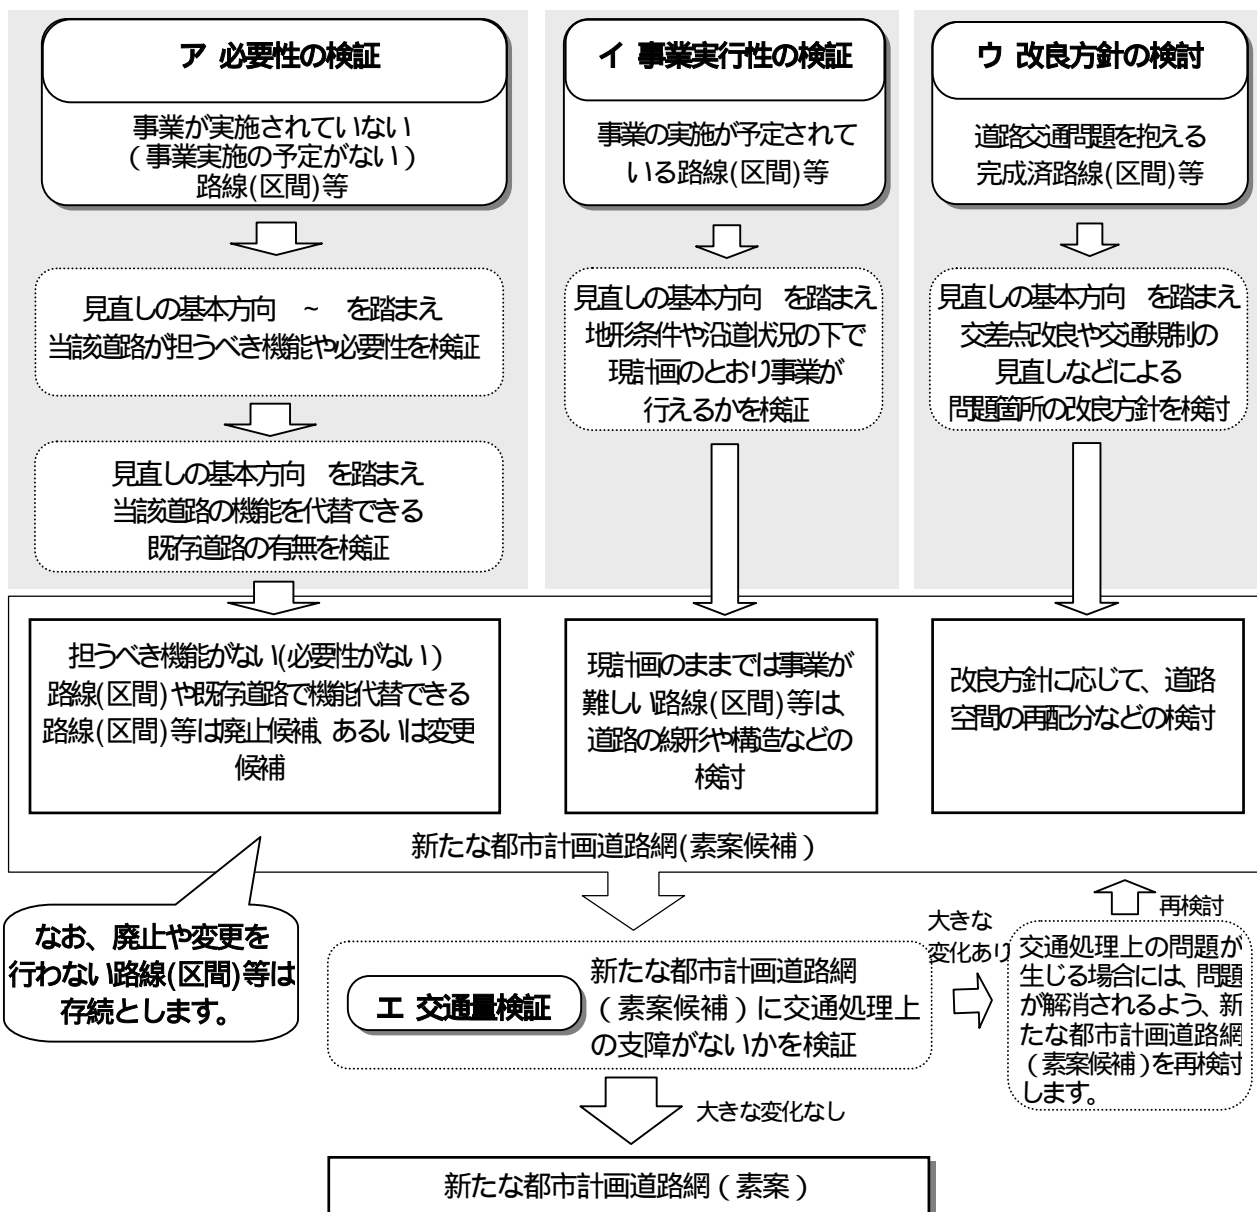 ア 必要性の検証
事業が実施されていない
（事業実施の予定がない）
路線(区間)等
見直しの基本方向　～　を踏まえ
当該道路が担うべき機能や必要性を検証
見直しの基本方向　を踏まえ
当該道路の機能を代替できる
既存道路の有無を検証
担うべき機能がない(必要性がない）
路線(区間)や既存道路で機能代替できる
路線(区間)等は廃止候補、あるいは変更
候補
イ 事業実行性の検証
事業の実施が予定されて
いる路線(区間)等
見直しの基本方向　を踏まえ
地形条件や沿道状況の下で
現計画のとおり事業が
行えるかを検証
現計画のままでは事業が
難しい路線(区間)等は、
道路の線形や構造などの
検討
ウ 改良方針の検討
道路交通問題を抱える
完成済路線(区間)等
見直しの基本方向　を踏まえ
交差点改良や交通規制の
見直しなどによる
問題箇所の改良方針を検討
改良方針に応じて、道路
空間の再配分などの検討
新たな都市計画道路網(素案候補）
なお、廃止や変更を
行わない路線(区間)等は
存続とします。
エ 交通量検証
新たな都市計画道路網
（素案候補）に交通処理上
の支障がないかを検証
大きな
変化あり
再検討
交通処理上の問題が
生じる場合には、問題
が解消されるよう、新
たな都市計画道路網
（素案候補）を再検討
します。
大きな変化なし
新たな都市計画道路網（素案）